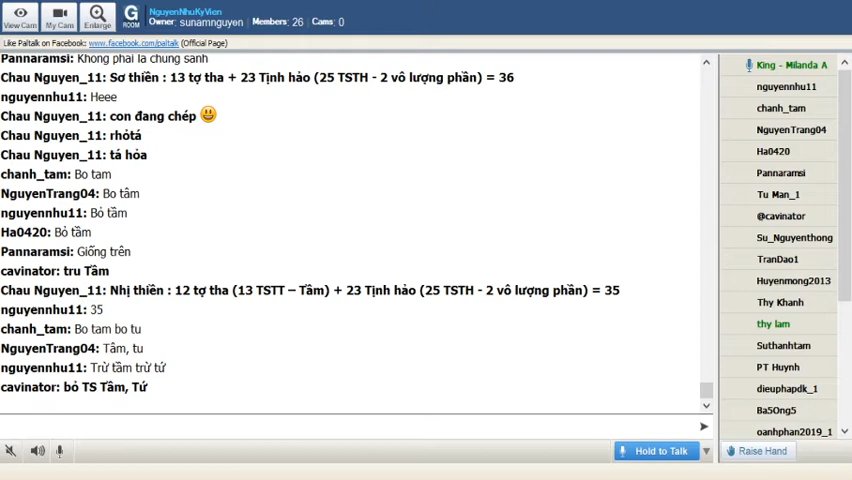 NguyenNhuKyVien
Owner: sunamnguyen Members: 26 Cams: 0
View Cam My Cam Enlarge G ROOM
Like Paltalk on Facebook: www.facebook.com/paltalk (Official Page)
Pannaramsi: Không phải là chúng sanh
Chau Nguyen_11: Sơ thiền : 13 tợ tha + 23 Tịnh hảo (25 TSTH - 2 vô lượng phần) = 36
nguyennhu11: Heee
Chau Nguyen_11: con đang chép
Chau Nguyen_11: rhỏtá
Chau Nguyen_11: tá hỏa
chanh_tam: Bo tam
NguyenTrang04: Bo tâm
nguyennhu11: Bỏ tầm
Ha0420: Bỏ tầm
Pannaramsi: Giống trên
cavinator: tru Tầm
Chau Nguyen_11: Nhị thiền : 12 tợ tha (13 TSTT – Tầm) + 23 Tịnh hảo (25 TSTH - 2 vô lượng phần) = 35
nguyennhu11: 35
chanh_tam: Bo tam bo tu
NguyenTrang04: Tâm, tu
nguyennhu11: Trừ tầm trừ tứ
cavinator: bỏ TS Tầm, Tứ
Hold to Talk
King - Milanda A
nguyennhu11
chanh_tam
NguyenTrang04
Ha0420
Pannaramsi
Tu Man_1
@cavinator
Su_Nguyenthong
TranDao1
Huyenmong2013
Thy Khanh
thy lam
Suthanhtam
PT Huynh
dieuphapdk_1
Ba5Ong5
oanhphan2019_1
Raise Hand